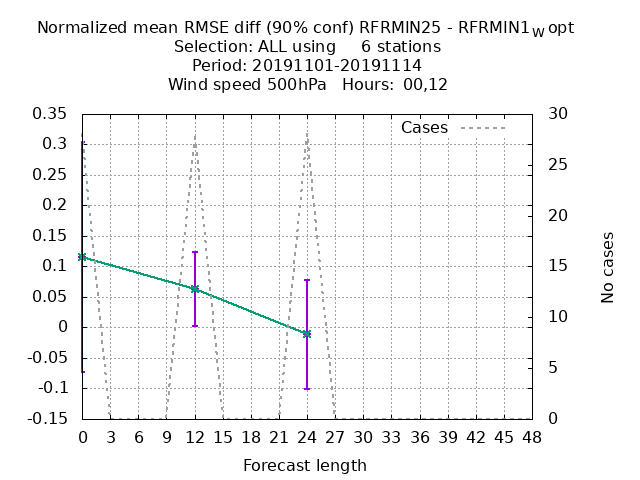 Normalized mean RMSE diff (90% conf) RFRMIN25 - RFRMIN1wopt
Selection: ALL using 6 stations
Period: 20191101-20191114
Wind speed 500hPa Hours: 00,12
0.35
0.3
0.25
0.2
0.15
0.1
0.05
0
-0.05
-0.1
-0.15
30
25
20
15
10
5
0
Cases
No cases
0 3 6 9 12 15 18 21 24 27 30 33 36 39 42 45 48
Forecast length